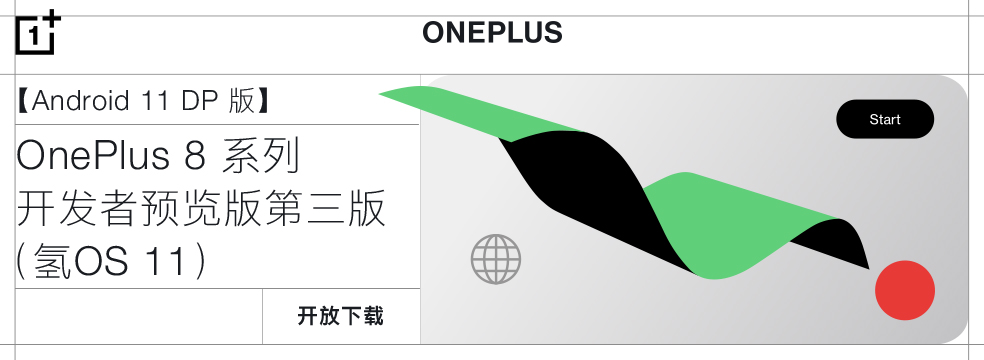 1+
ONEPLUS
【Android 11 DP 版】
OnePlus 8 系列
开发者预览版第三版
(氢OS 11)
开放下载
Start